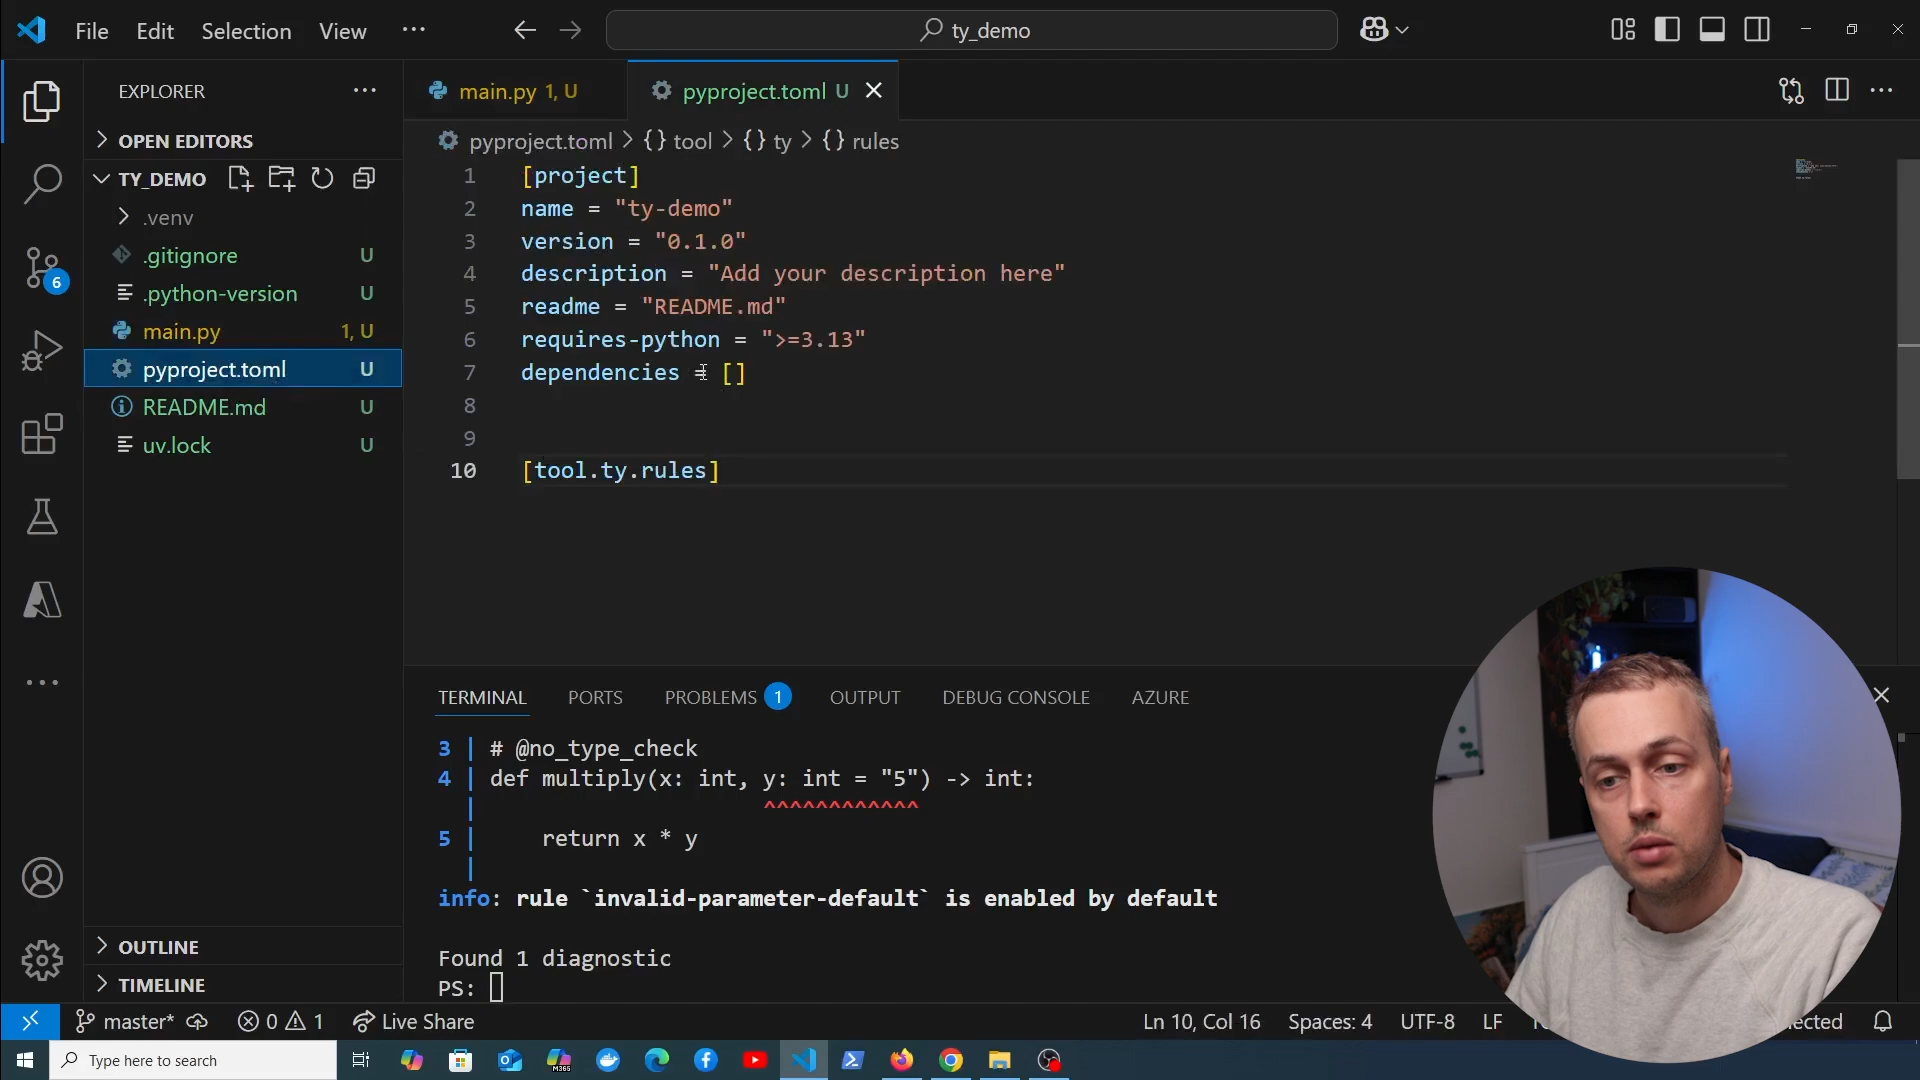 File Edit Selection View ...
ty_demo
EXPLORER
OPEN EDITORS
TY_DEMO
.venv
.gitignore U
.python-version U
main.py 1, U
pyproject.toml U
README.md U
uv.lock U
OUTLINE
TIMELINE
6
main.py 1, U
pyproject.toml U
pyproject.toml > {} tool > {} ty > {} rules
1 [project]
2 name = "ty-demo"
3 version = "0.1.0"
4 description = "Add your description here"
5 readme = "README.md"
6 requires-python = ">=3.13"
7 dependencies = []
8
9
10 [tool.ty.rules]
TERMINAL PORTS PROBLEMS 1 OUTPUT DEBUG CONSOLE AZURE
3 | # @no_type_check
4 | def multiply(x: int, y: int = "5") -> int:
| ^^^^^^^^^^^^
5 |     return x * y
|
info: rule `invalid-parameter-default` is enabled by default
Found 1 diagnostic
PS:
master* 0 1 Live Share
Ln 10, Col 16 Spaces: 4 UTF-8 LF
Type here to search
M365